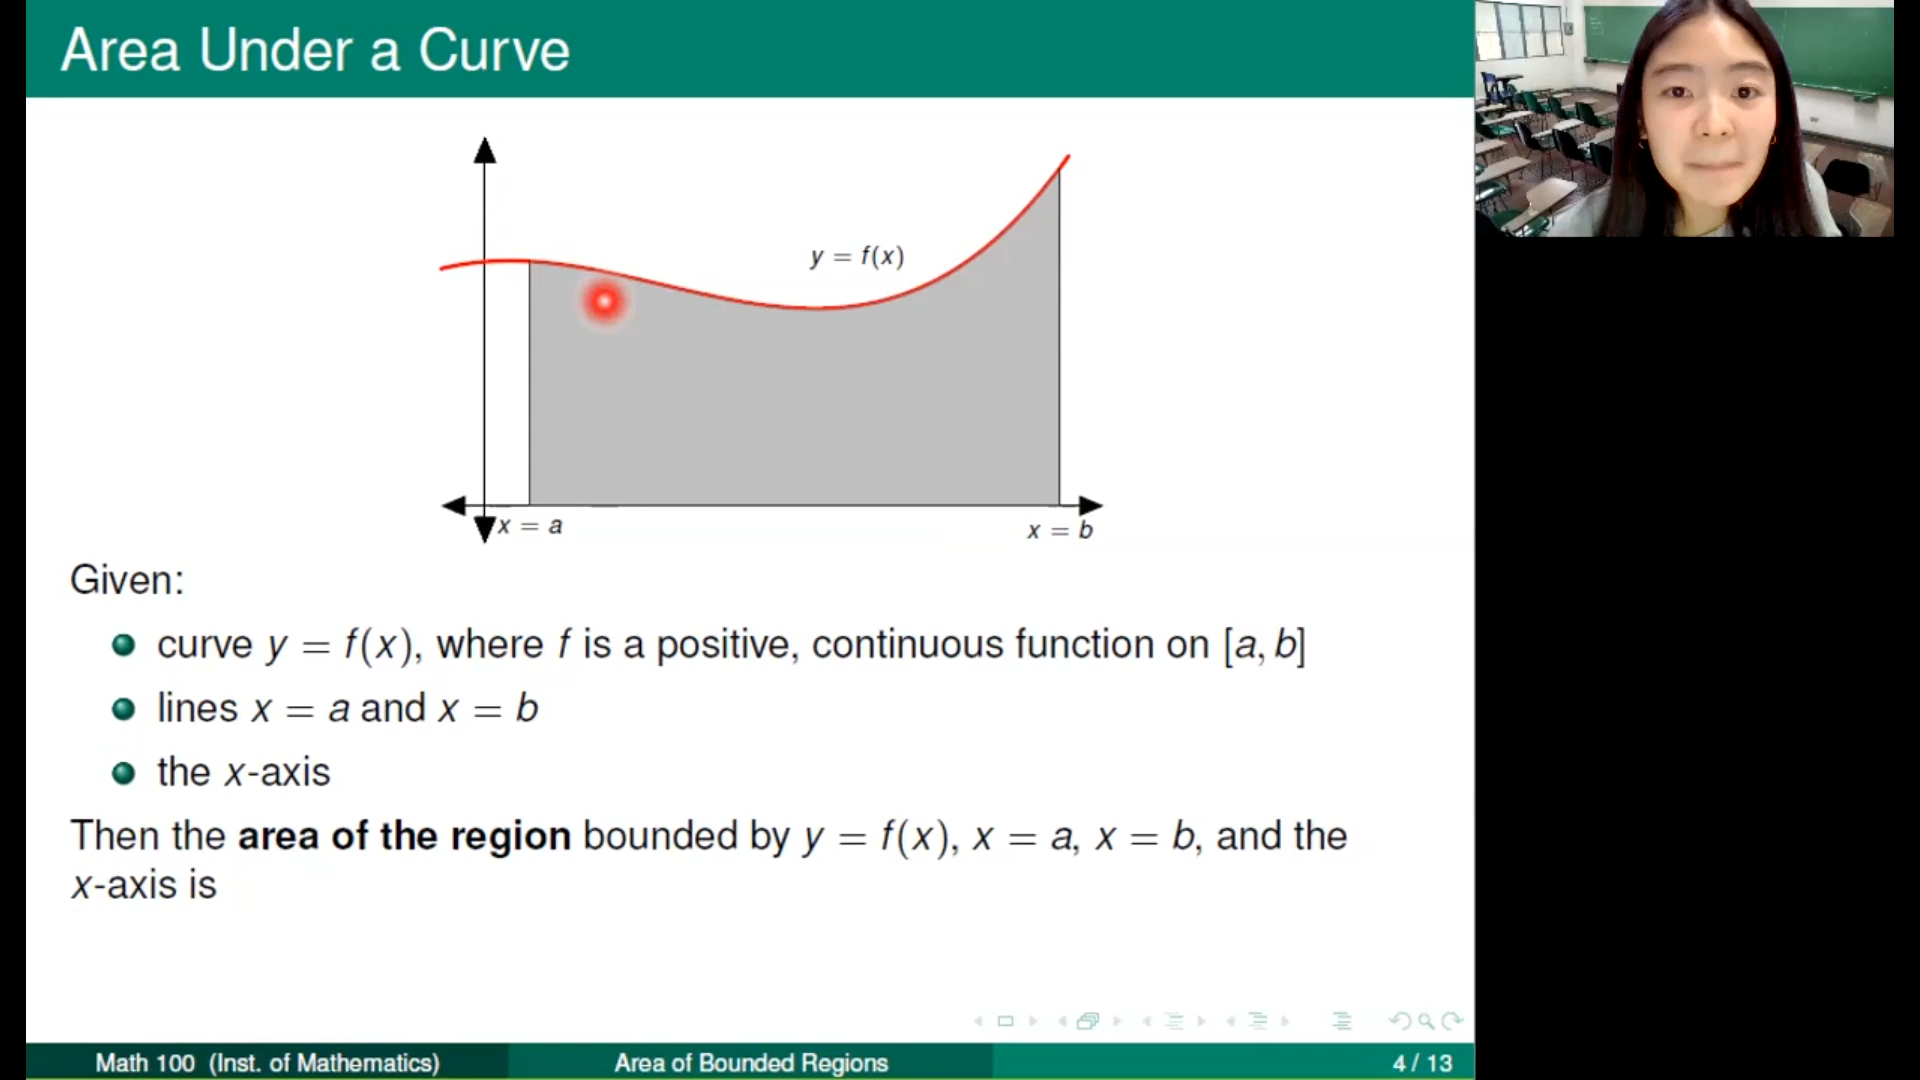 Area Under a Curve
y = f(x)
x = a
x = b
Given:
curve y = f(x), where f is a positive, continuous function on [a, b]
lines x = a and x = b
the x-axis
Then the area of the region bounded by y = f(x), x = a, x = b, and the
x-axis is
Math 100 (Inst. of Mathematics)
Area of Bounded Regions
4 / 13